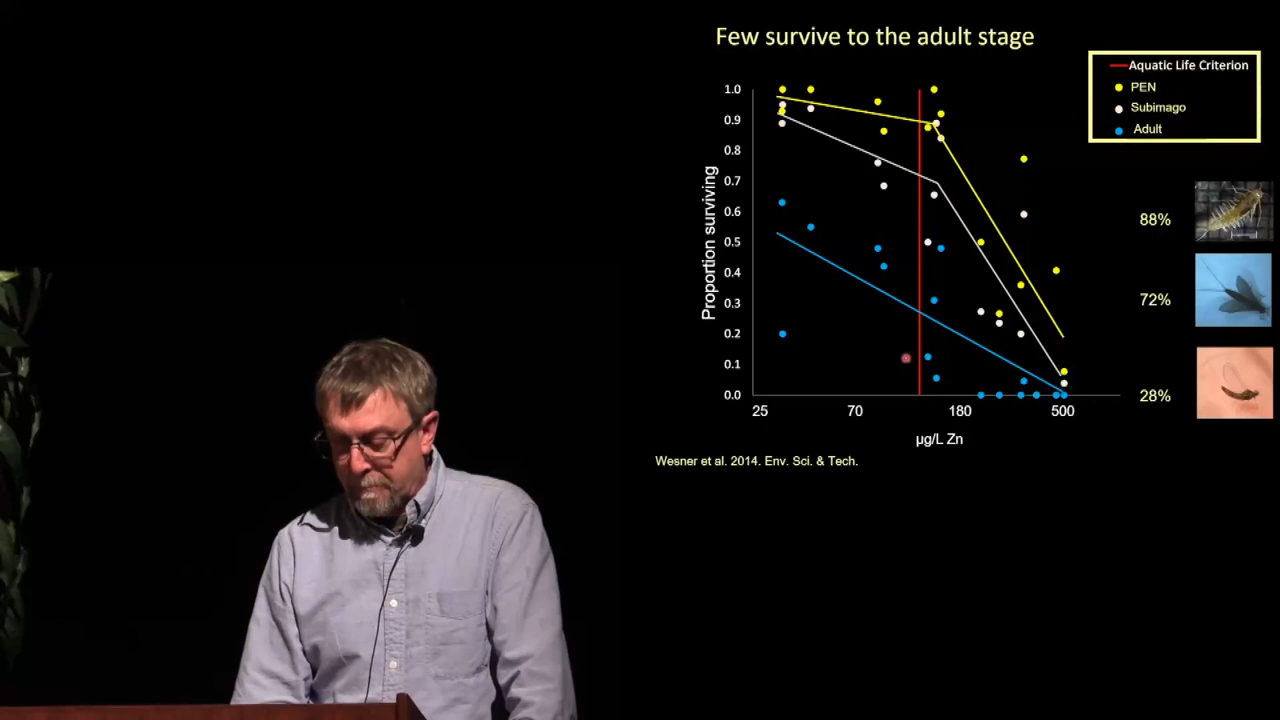 Few survive to the adult stage
Aquatic Life Criterion
PEN
Subimago
Adult
1.0
0.9
0.8
0.7
0.6
0.5
0.4
0.3
0.2
0.1
0.0
Proportion surviving
25 70 180 500
µg/L Zn
88%
72%
28%
Wesner et al. 2014. Env. Sci. & Tech.